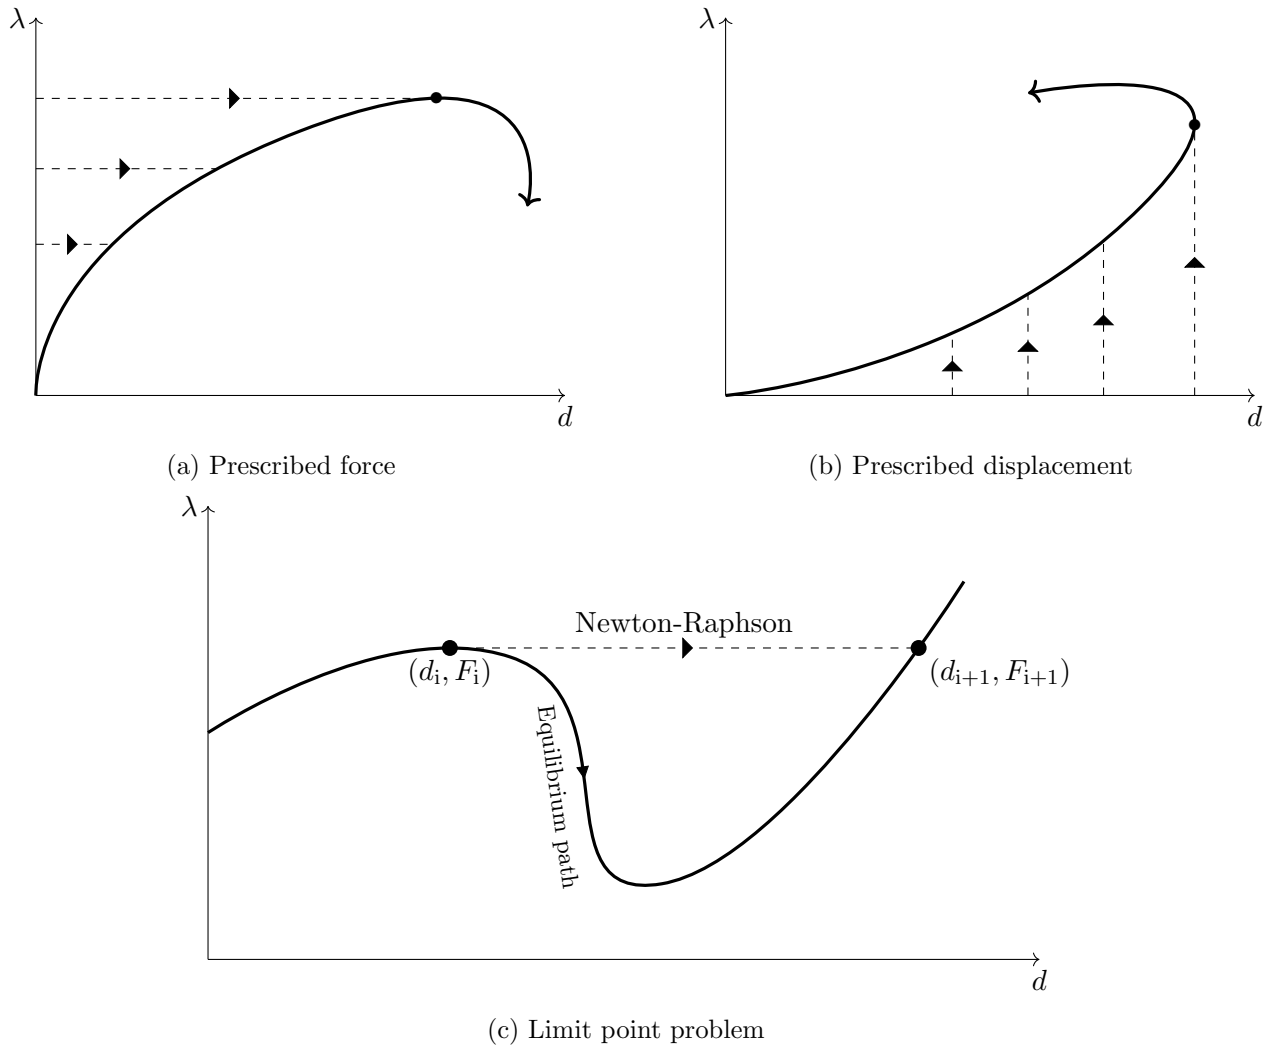 λ
d
(a) Prescribed force
λ
d
(b) Prescribed displacement
λ
Newton-Raphson
(d_i, F_i)
(d_{i+1}, F_{i+1})
Equilibrium path
d
(c) Limit point problem